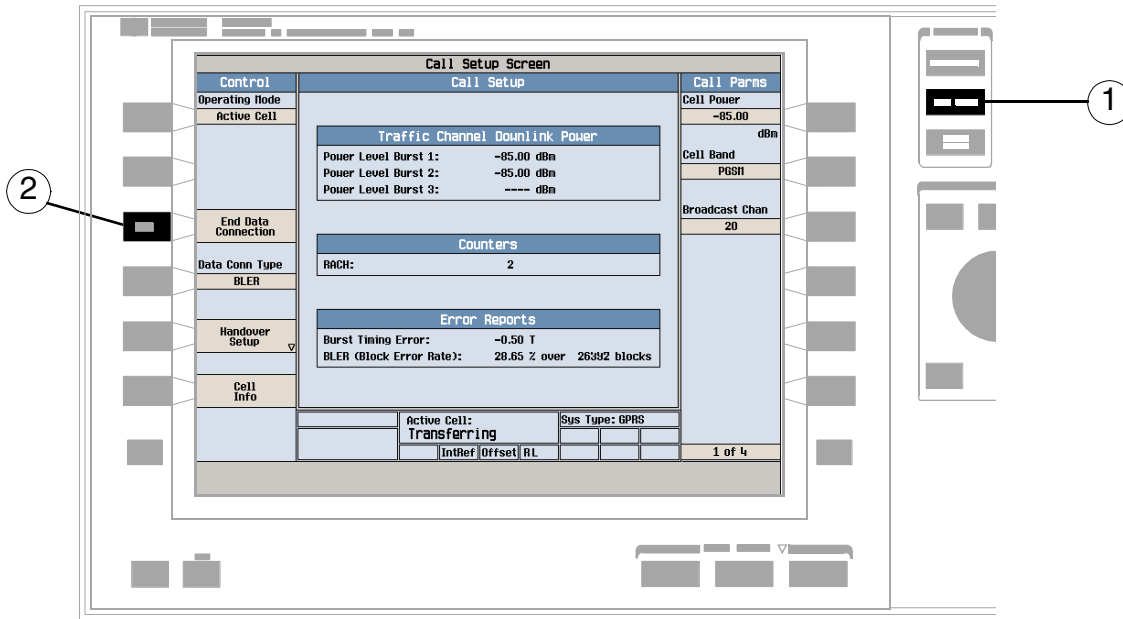 Call Setup Screen
Control
Call Setup
Call Parms
Operating Mode
Active Cell
Cell Power
-85.00
dBm
Traffic Channel Downlink Power
Power Level Burst 1: -85.00 dBm
Power Level Burst 2: -85.00 dBm
Power Level Burst 3: ---- dBm
Cell Band
PGSM
1
2
End Data
Connection
Broadcast Chan
20
Counters
RACH: 2
Data Conn Type
BLER
Error Reports
Burst Timing Error: -0.50 T
BLER (Block Error Rate): 28.65 % over blocks
Handover
Setup
Cell
Info
Active Cell:
Transferring
Sys Type: GPRS
IntRef Offset RL
1 of 4